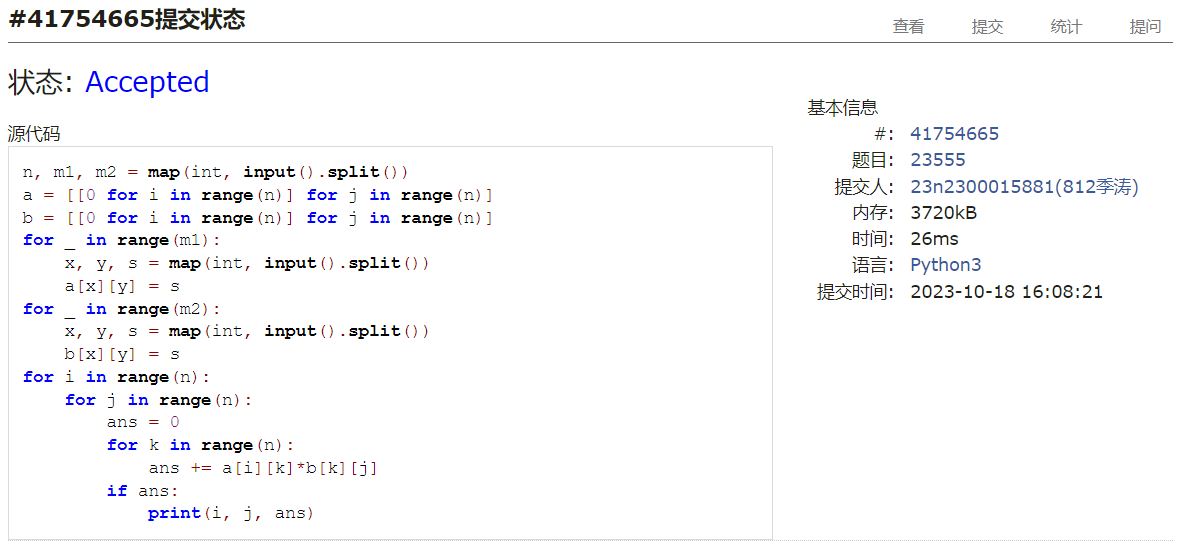 #41754665提交状态
查看 提交 统计 提问
状态: Accepted
源代码
n, m1, m2 = map(int, input().split())
a = [[0 for i in range(n)] for j in range(n)]
b = [[0 for i in range(n)] for j in range(n)]
for _ in range(m1):
    x, y, s = map(int, input().split())
    a[x][y] = s
for _ in range(m2):
    x, y, s = map(int, input().split())
    b[x][y] = s
for i in range(n):
    for j in range(n):
        ans = 0
        for k in range(n):
            ans += a[i][k]*b[k][j]
        if ans:
            print(i, j, ans)
基本信息
#: 41754665
题目: 23555
提交人: 23n2300015881(812季涛)
内存: 3720kB
时间: 26ms
语言: Python3
提交时间: 2023-10-18 16:08:21